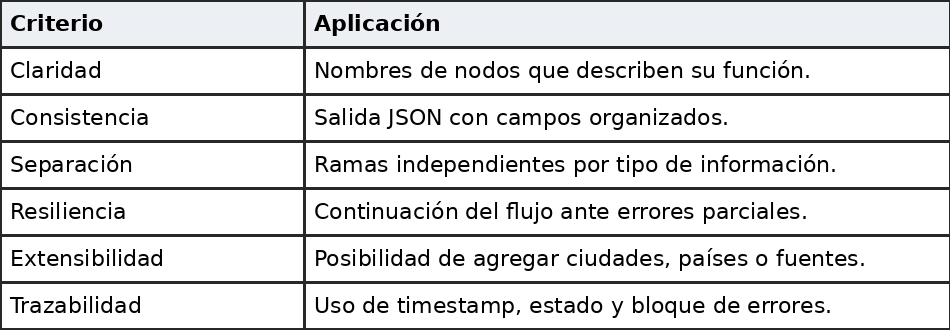 Criterio Aplicación
Claridad Nombres de nodos que describen su función.
Consistencia Salida JSON con campos organizados.
Separación Ramas independientes por tipo de información.
Resiliencia Continuación del flujo ante errores parciales.
Extensibilidad Posibilidad de agregar ciudades, países o fuentes.
Trazabilidad Uso de timestamp, estado y bloque de errores.